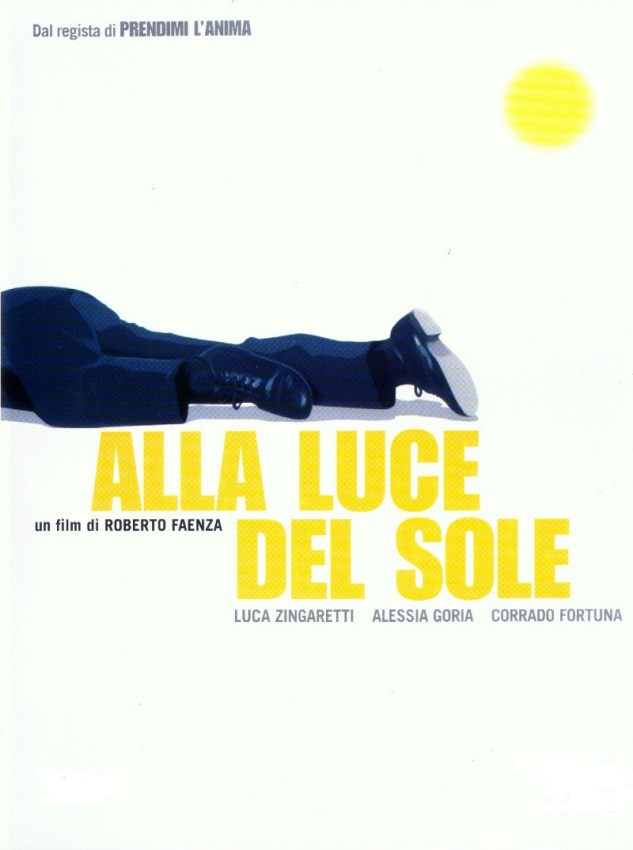 Dal regista di PRENDIMI L'ANIMA
ALLA LUCE
un film di ROBERTO FAENZA
DEL SOLE
LUCA ZINGARETTI ALESSIA GORIA CORRADO FORTUNA